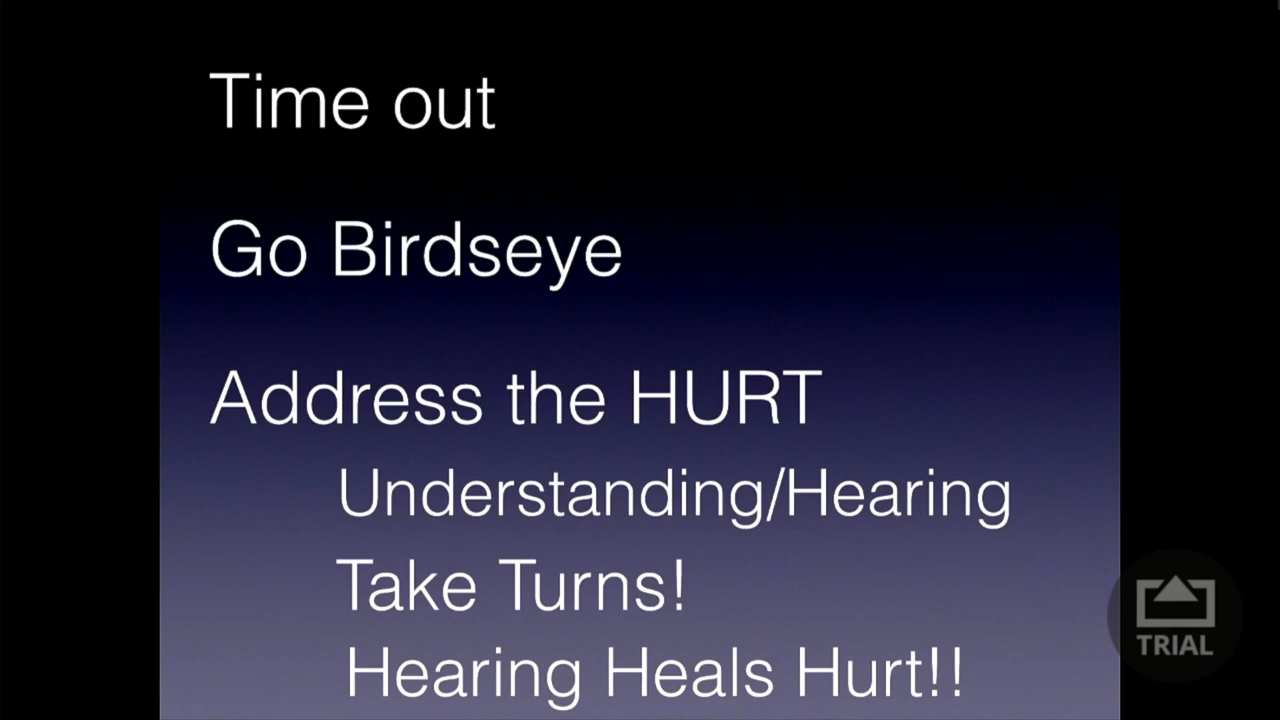 Time out
Go Birdseye
Address the HURT
Understanding/Hearing
Take Turns!
Hearing Heals Hurt!!
TRIAL